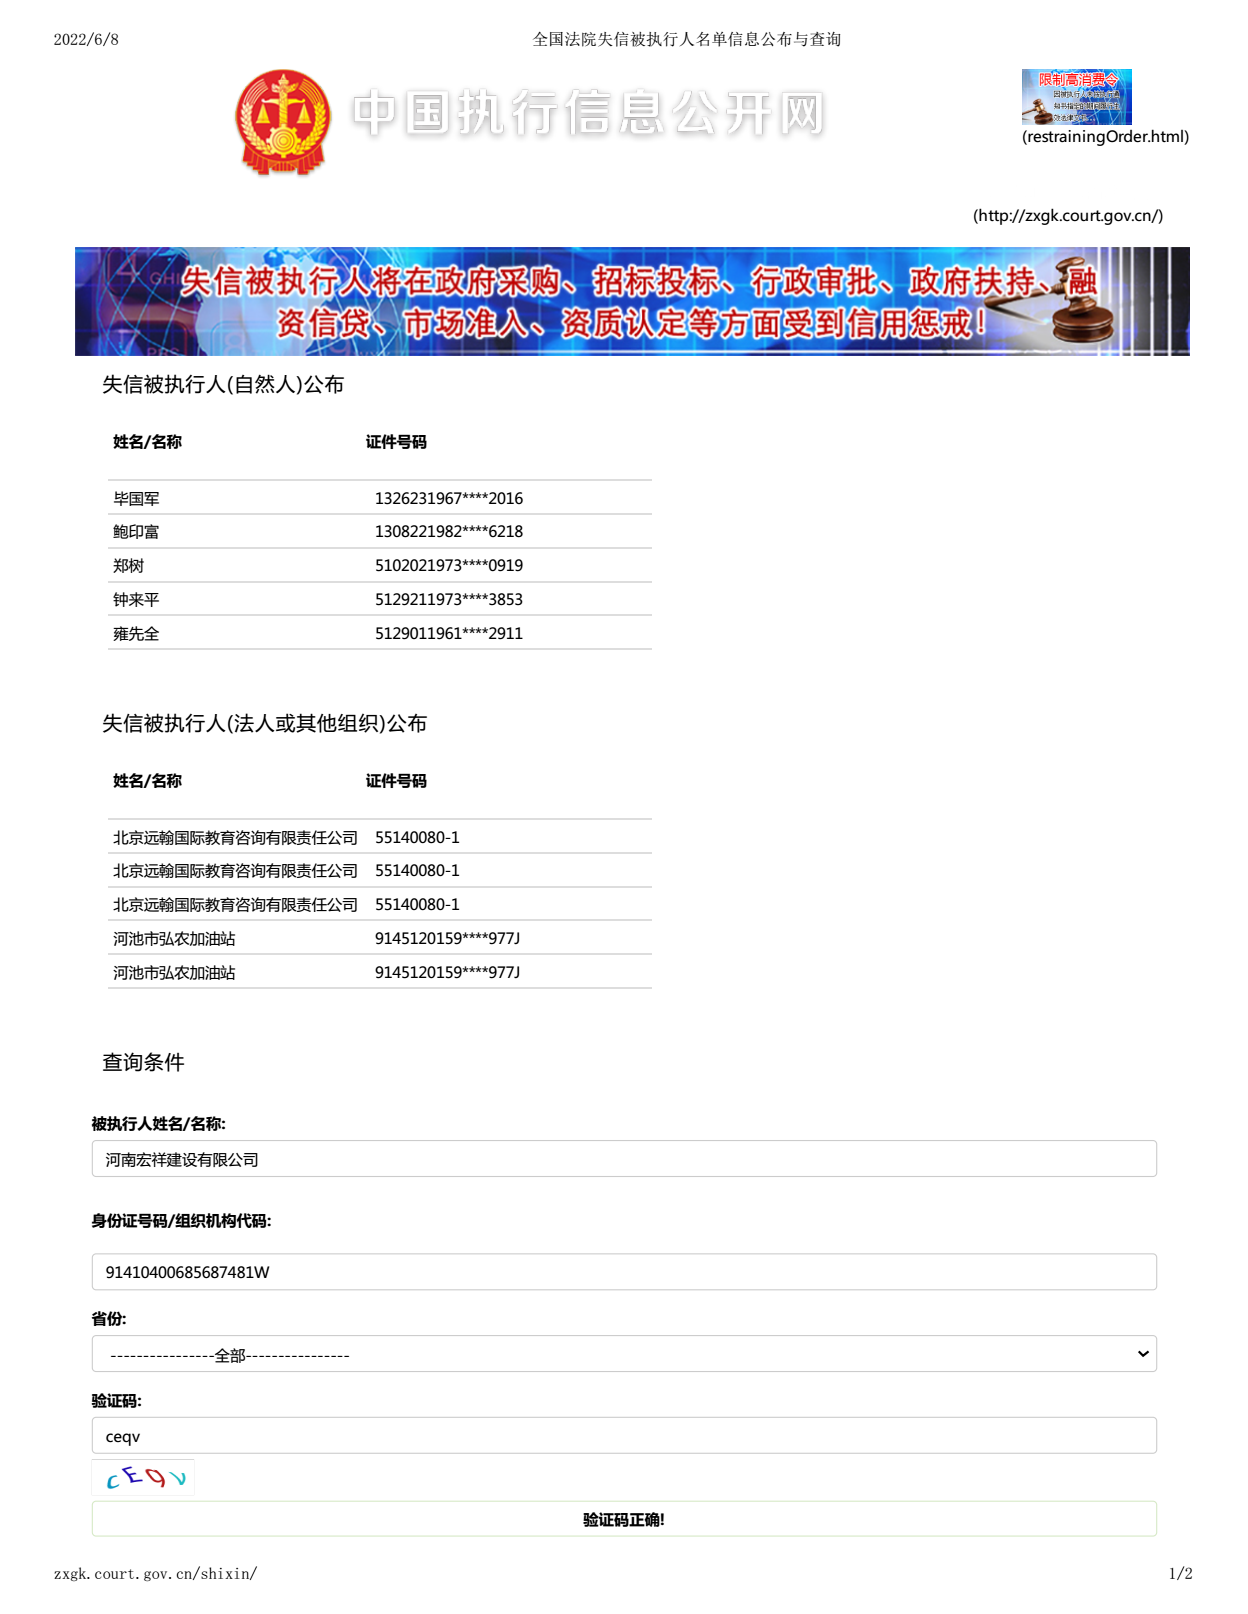 2022/6/8
全国法院失信被执行人名单信息公布与查询
中国执行信息公开网
限制高消费令
(restrainingOrder.html)
(http://zxgk.court.gov.cn/)
失信被执行人将在政府采购、招标投标、行政审批、政府扶持、融
资信贷、市场准入、资质认定等方面受到信用惩戒！
失信被执行人(自然人)公布
姓名/名称 证件号码
毕国军 1326231967****2016
鲍印富 1308221982****6218
郑树 5102021973****0919
钟来平 5129211973****3853
雍先全 5129011961****2911
失信被执行人(法人或其他组织)公布
姓名/名称 证件号码
北京远翰国际教育咨询有限责任公司 55140080-1
北京远翰国际教育咨询有限责任公司 55140080-1
北京远翰国际教育咨询有限责任公司 55140080-1
河池市弘农加油站 9145120159****977J
河池市弘农加油站 9145120159****977J
查询条件
被执行人姓名/名称:
河南宏祥建设有限公司
身份证号码/组织机构代码:
91410400685687481W
省份:
----------------全部----------------
验证码:
ceqv
cEQv
验证码正确!
zxgk.court.gov.cn/shixin/
1/2